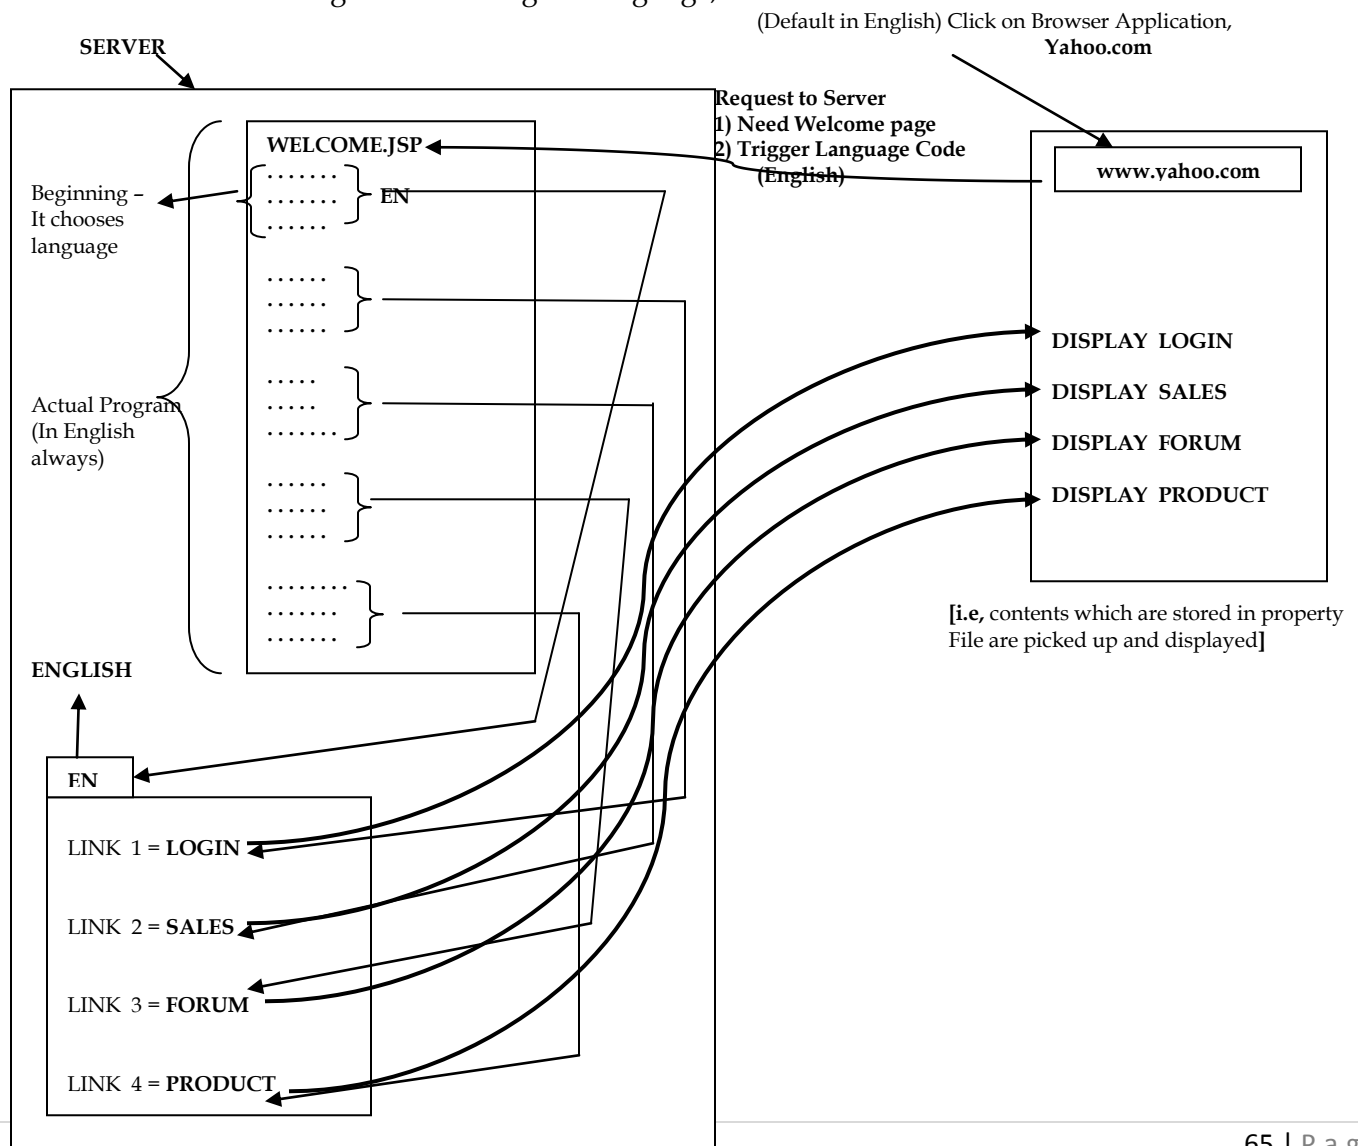 (Default in English) Click on Browser Application,
Yahoo.com
SERVER
Request to Server
1) Need Welcome page
2) Trigger Language Code
(English)
WELCOME.JSP
www.yahoo.com
. . . . . . .
. . . . . . .
. . . . . .
EN
Beginning –
It chooses
language
. . . . . .
. . . . . .
. . . . . .
. . . . .
. . . . .
. . . . . . .
Actual Program
(In English
always)
. . . . . .
. . . . . .
. . . . . .
. . . . . . . .
. . . . . . .
. . . . . . .
DISPLAY LOGIN
DISPLAY SALES
DISPLAY FORUM
DISPLAY PRODUCT
[i.e, contents which are stored in property
File are picked up and displayed]
ENGLISH
EN
LINK 1 = LOGIN
LINK 2 = SALES
LINK 3 = FORUM
LINK 4 = PRODUCT
65 | P a g